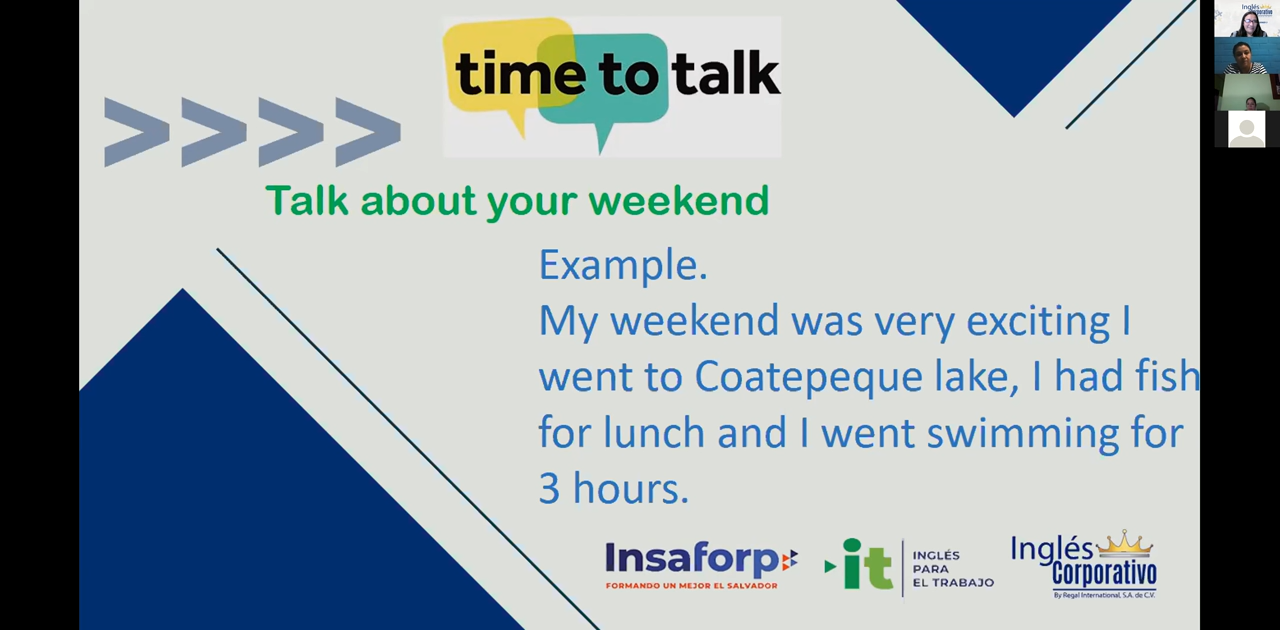 time to talk
> > > >
Talk about your weekend
Example.
My weekend was very exciting I
went to Coatepeque lake, I had fish
for lunch and I went swimming for
3 hours.
Insaforp
FORMANDO UN MEJOR EL SALVADOR
it
INGLÉS
PARA
EL TRABAJO
Inglés
Corporativo
By Regal International, S.A. de C.V.
Inglés
Corporativo